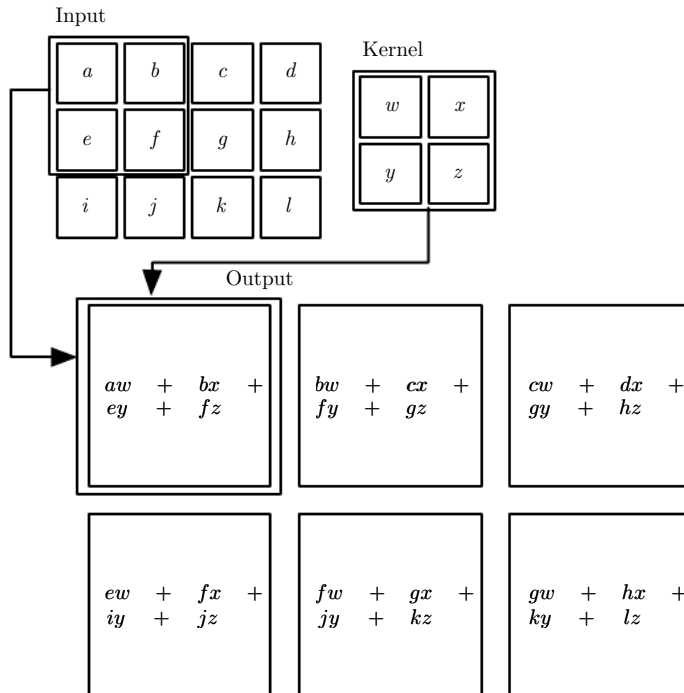 Input
Kernel
a b c d
w x
e f g h
y z
i j k l
Output
aw + bx +
ey + fz
bw + cx +
fy + gz
cw + dx +
gy + hz
ew + fx +
iy + jz
fw + gx +
jy + kz
gw + hx +
ky + lz